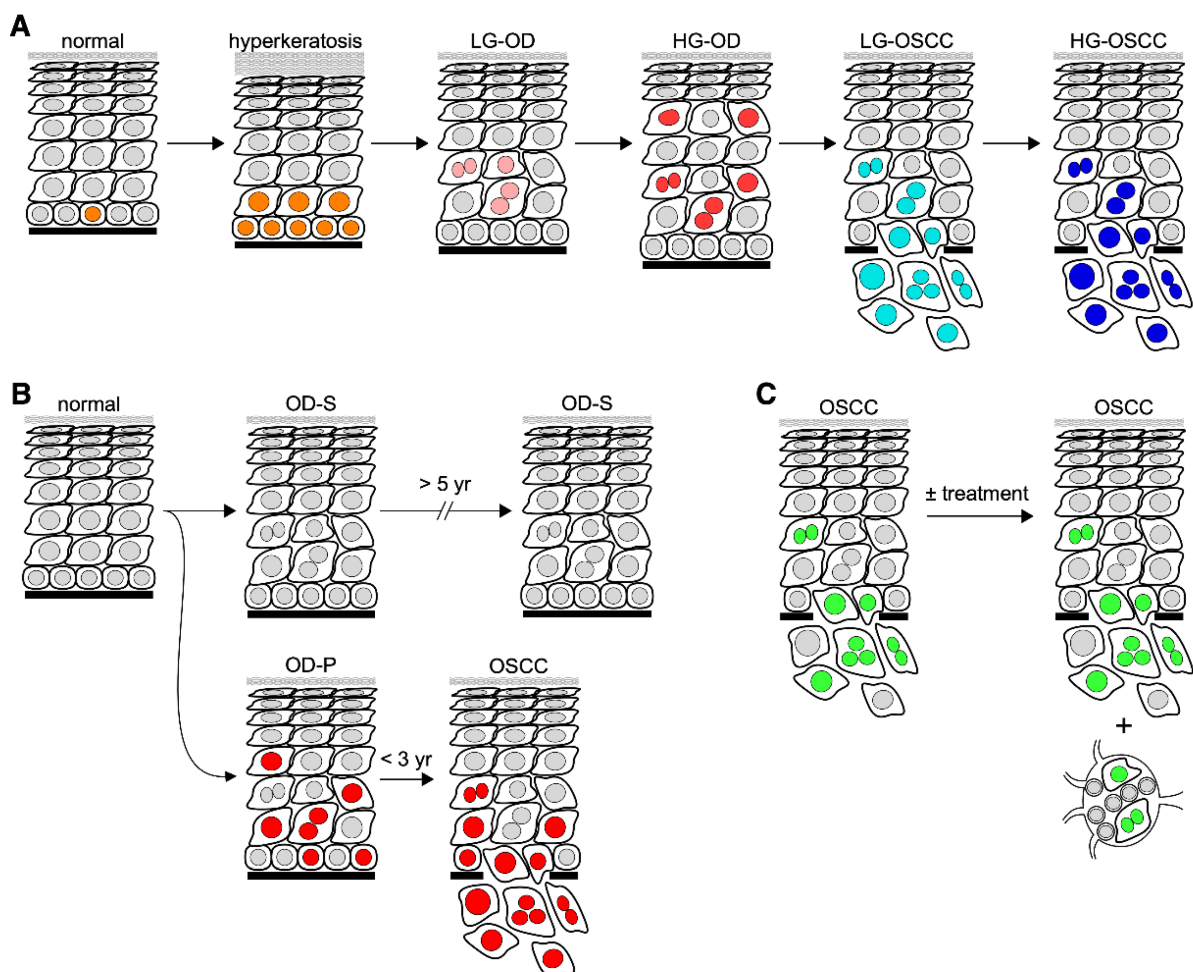 A
normal
hyperkeratosis
LG-OD
HG-OD
LG-OSCC
HG-OSCC
B
normal
OD-S
> 5 yr
OD-S
OD-P
< 3 yr
OSCC
C
OSCC
± treatment
OSCC
+